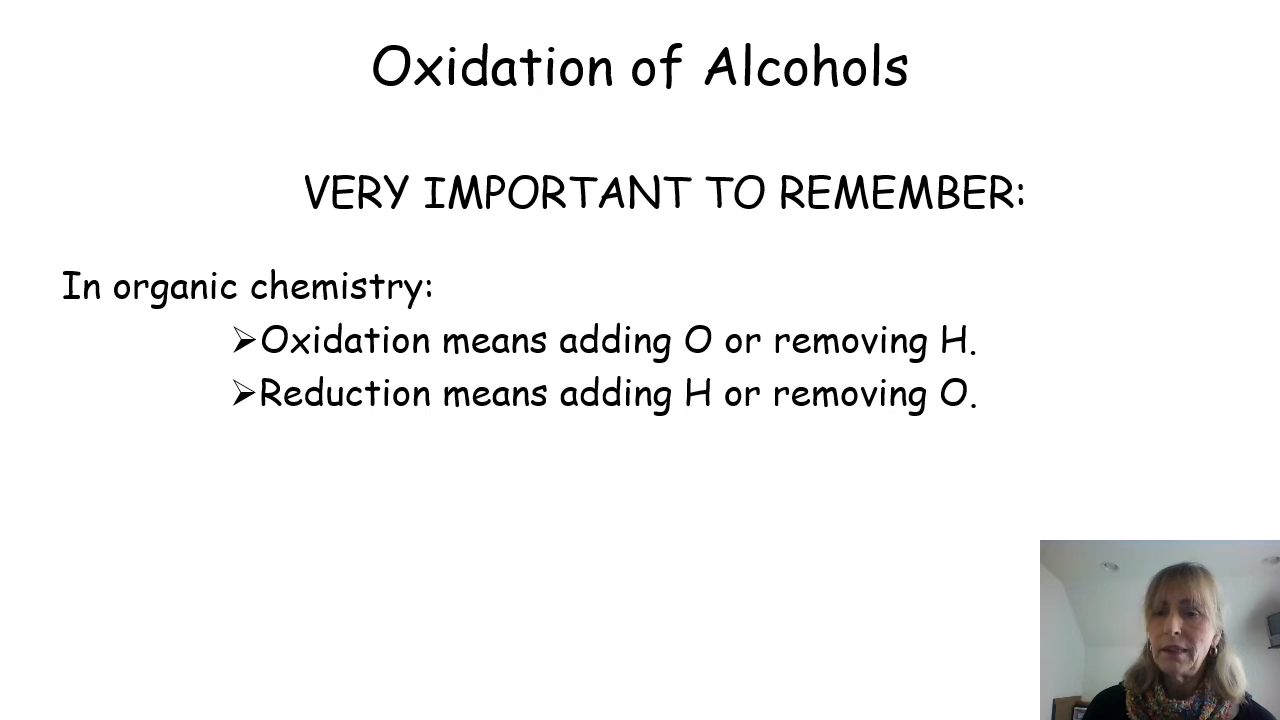 Oxidation of Alcohols
VERY IMPORTANT TO REMEMBER:
In organic chemistry:
➢Oxidation means adding O or removing H.
➢Reduction means adding H or removing O.